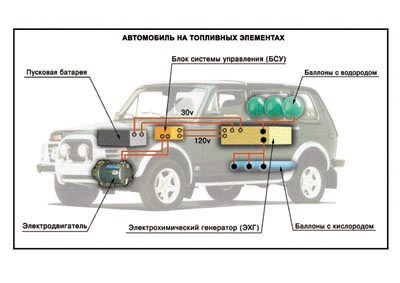 АВТОМОБИЛЬ НА ТОПЛИВНЫХ ЭЛЕМЕНТАХ
Блок системы управления (БСУ)
Пусковая батарея
Баллоны с водородом
30v
120v
Электродвигатель
Электрохимический генератор (ЭХГ)
Баллоны с кислородом